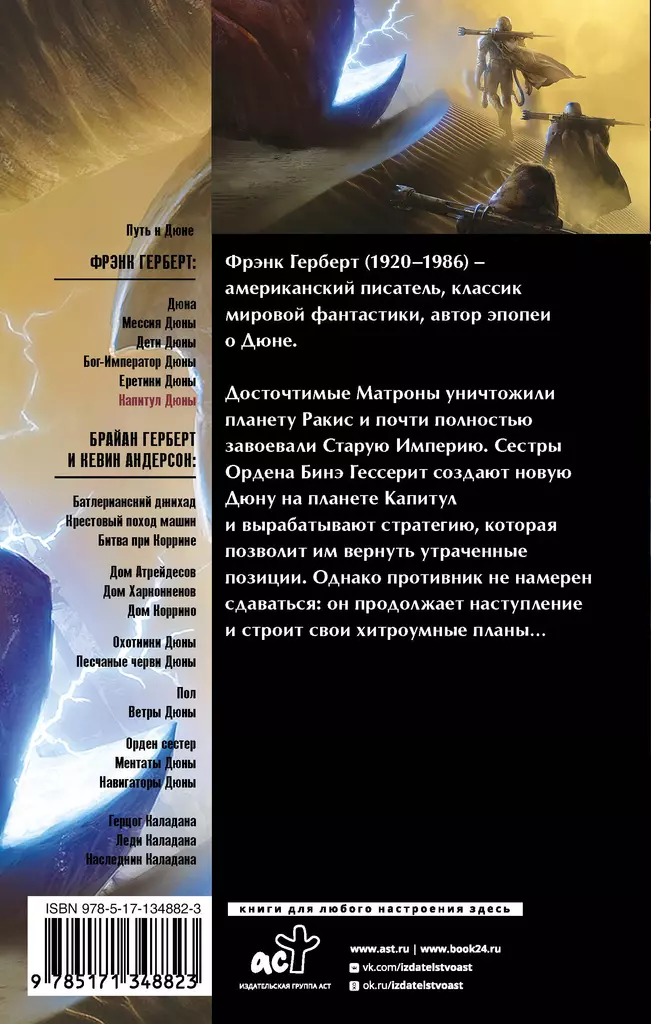 Путь к Дюне
ФРЭНК ГЕРБЕРТ:
Дюна
Мессия Дюны
Дети Дюны
Бог-Император Дюны
Еретики Дюны
Капитул Дюны
БРАЙАН ГЕРБЕРТ
И КЕВИН АНДЕРСОН:
Батлерианский джихад
Крестовый поход машин
Битва при Коррине
Дом Атрейдесов
Дом Харконненов
Дом Коррино
Охотники Дюны
Песчаные черви Дюны
Пол
Ветры Дюны
Орден сестер
Ментаты Дюны
Навигаторы Дюны
Герцог Каладана
Леди Каладана
Наследник Каладана
ISBN 978-5-17-134882-3
9 785171 348823
Фрэнк Герберт (1920–1986) –
американский писатель, классик
мировой фантастики, автор эпопеи
о Дюне.
Досточтимые Матроны уничтожили
планету Ракис и почти полностью
завоевали Старую Империю. Сестры
Ордена Бинэ Гессерит создают новую
Дюну на планете Капитул
и вырабатывают стратегию, которая
позволит им вернуть утраченные
позиции. Однако противник не намерен
сдаваться: он продолжает наступление
и строит свои хитроумные планы...
книги для любого настроения здесь
аст
ИЗДАТЕЛЬСКАЯ ГРУППА АСТ
www.ast.ru | www.book24.ru
vk.com/izdatelstvoast
ok.ru/izdatelstvoast